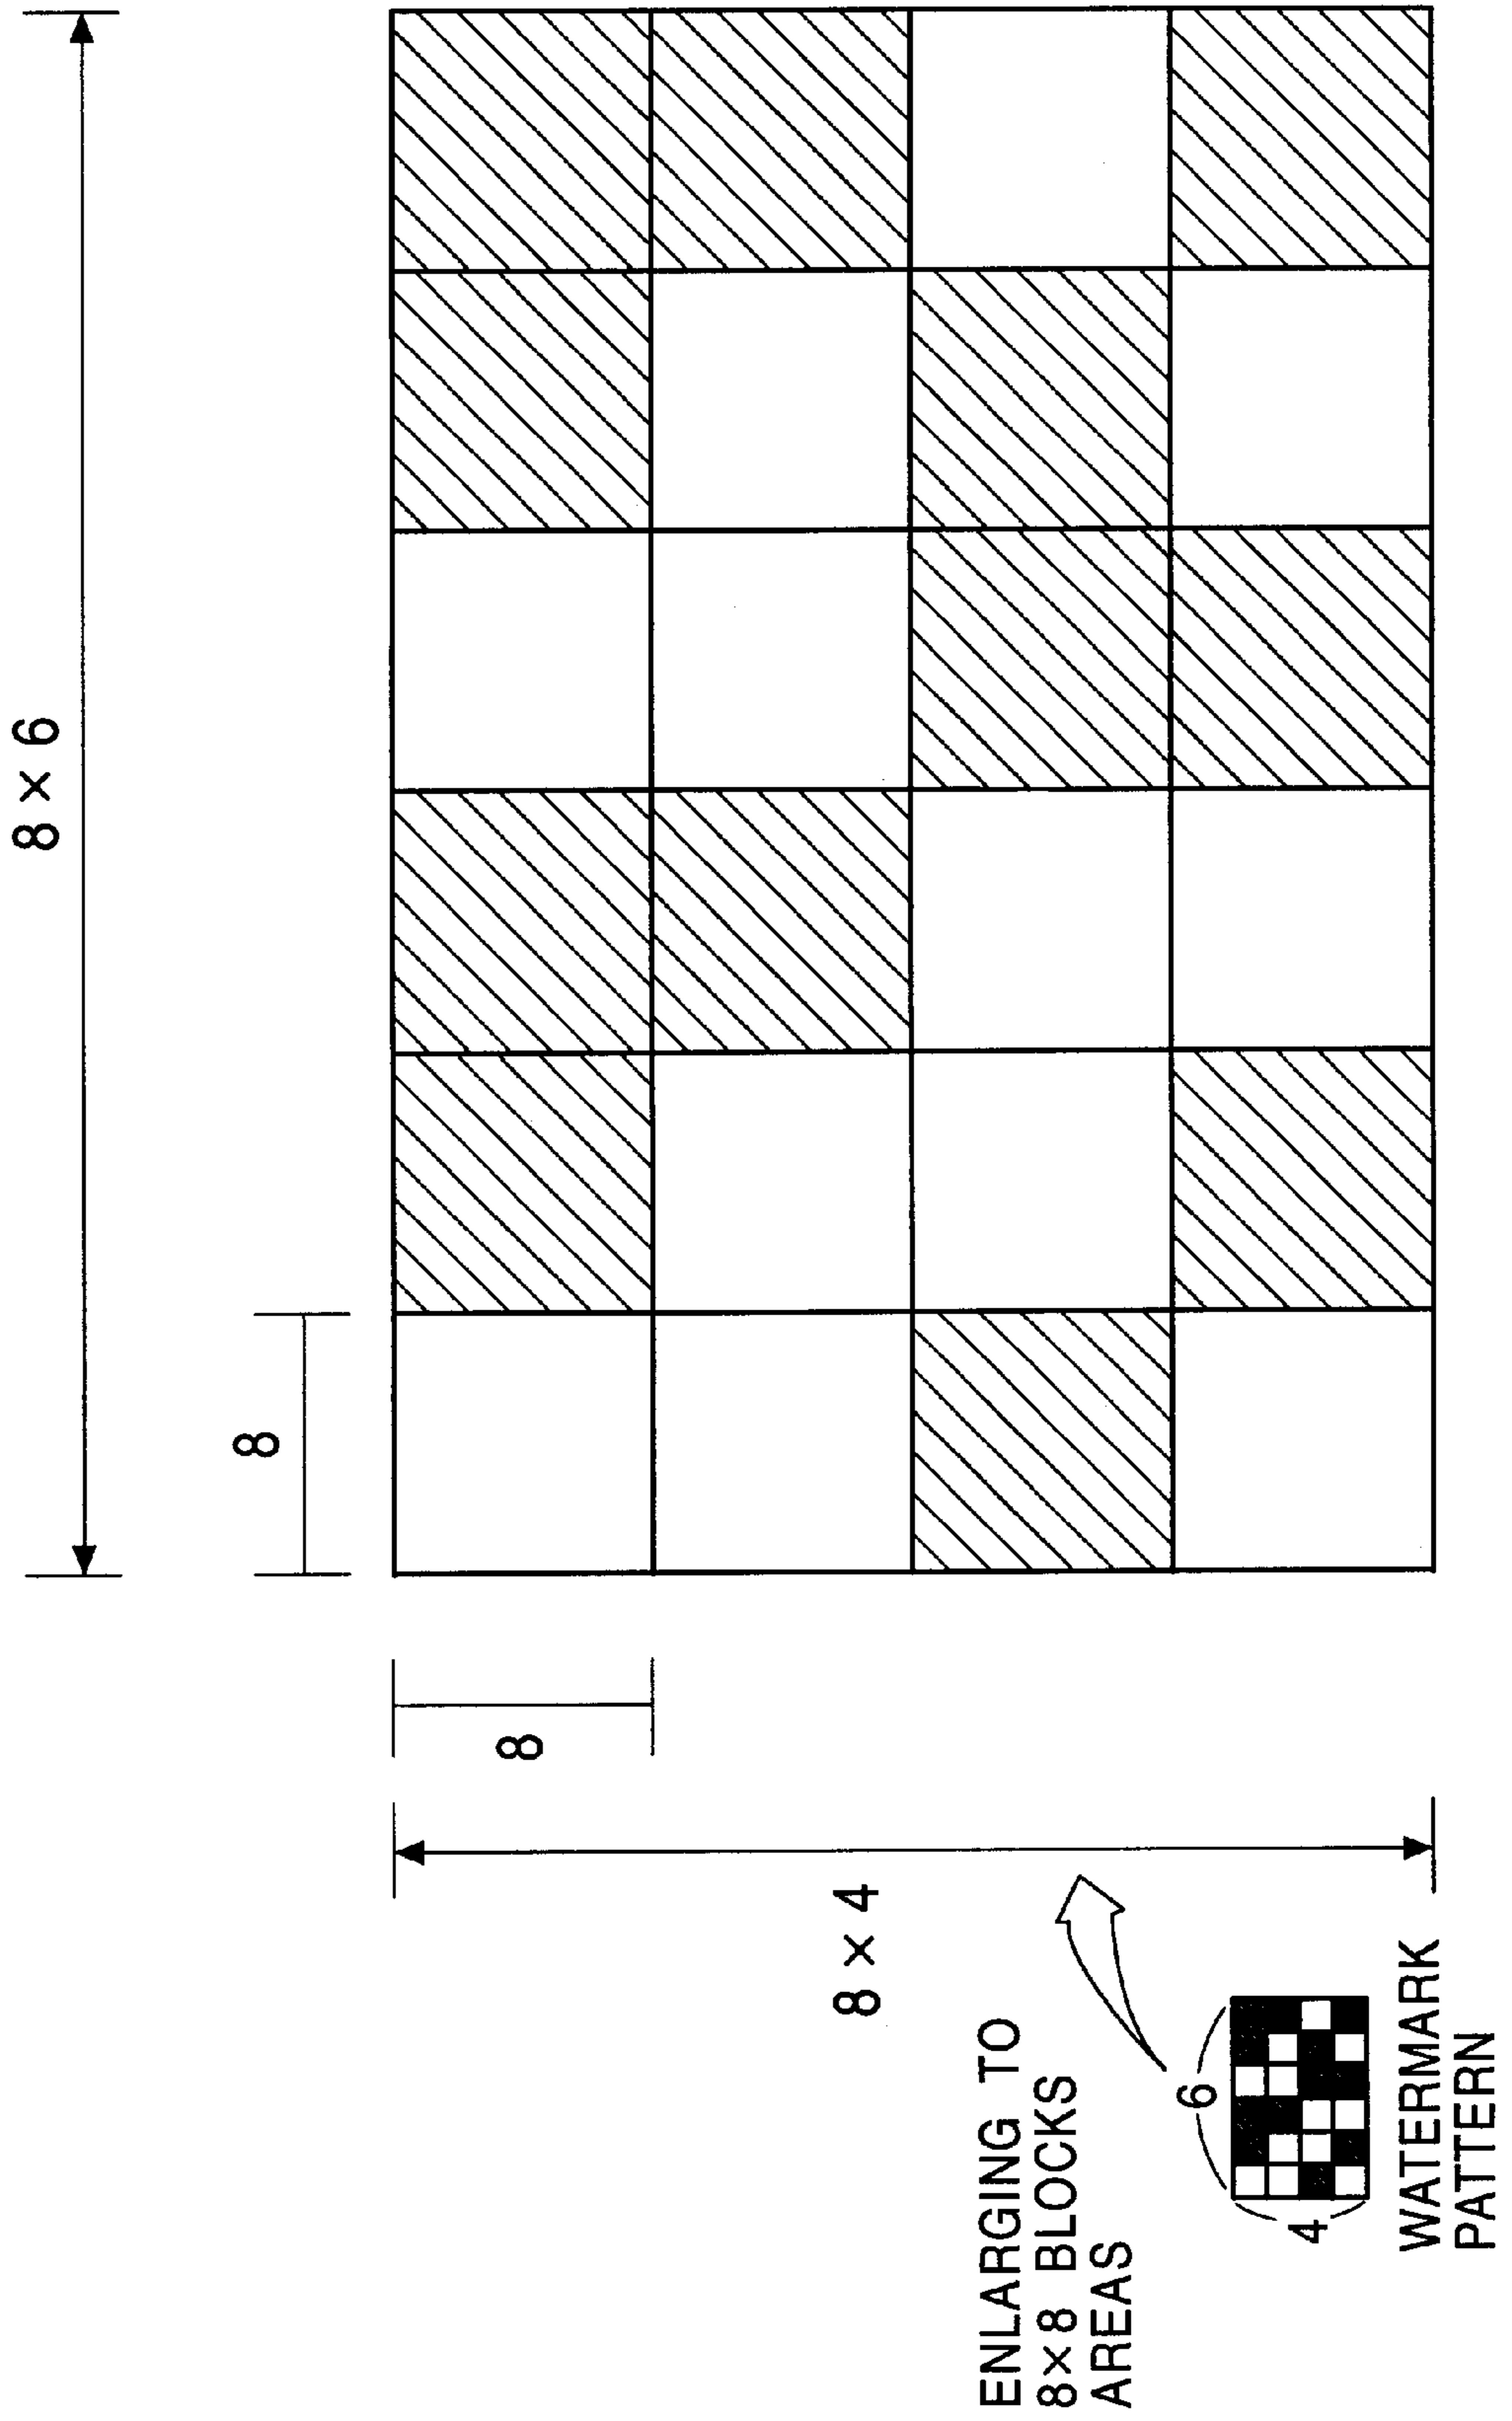 8 × 6
8
8
8 × 4
ENLARGING TO
8×8 BLOCKS
AREAS
6
4
WATERMARK
PATTERN